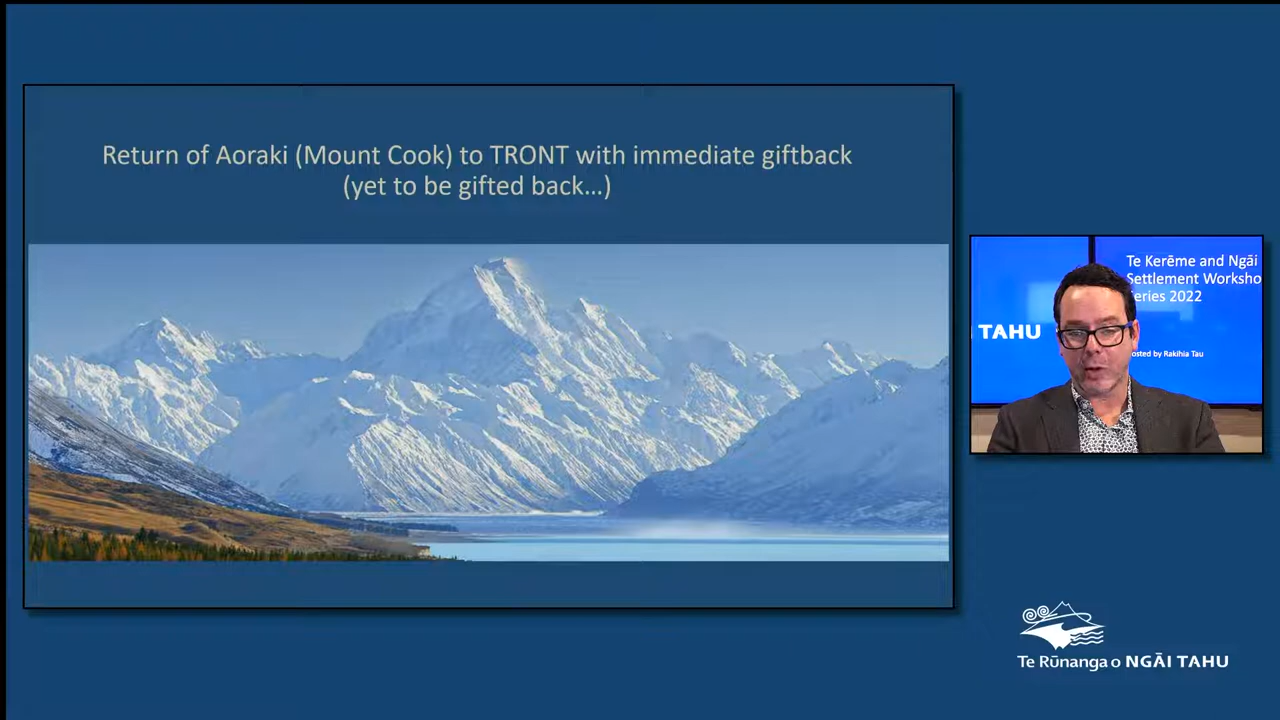 Return of Aoraki (Mount Cook) to TRONT with immediate giftback
(yet to be gifted back...)
Te Kerēme and Ngāi
Settlement Worksho
eries 2022
TAHU
osted by Rakihia Tau
Te Rūnanga o NGĀI TAHU